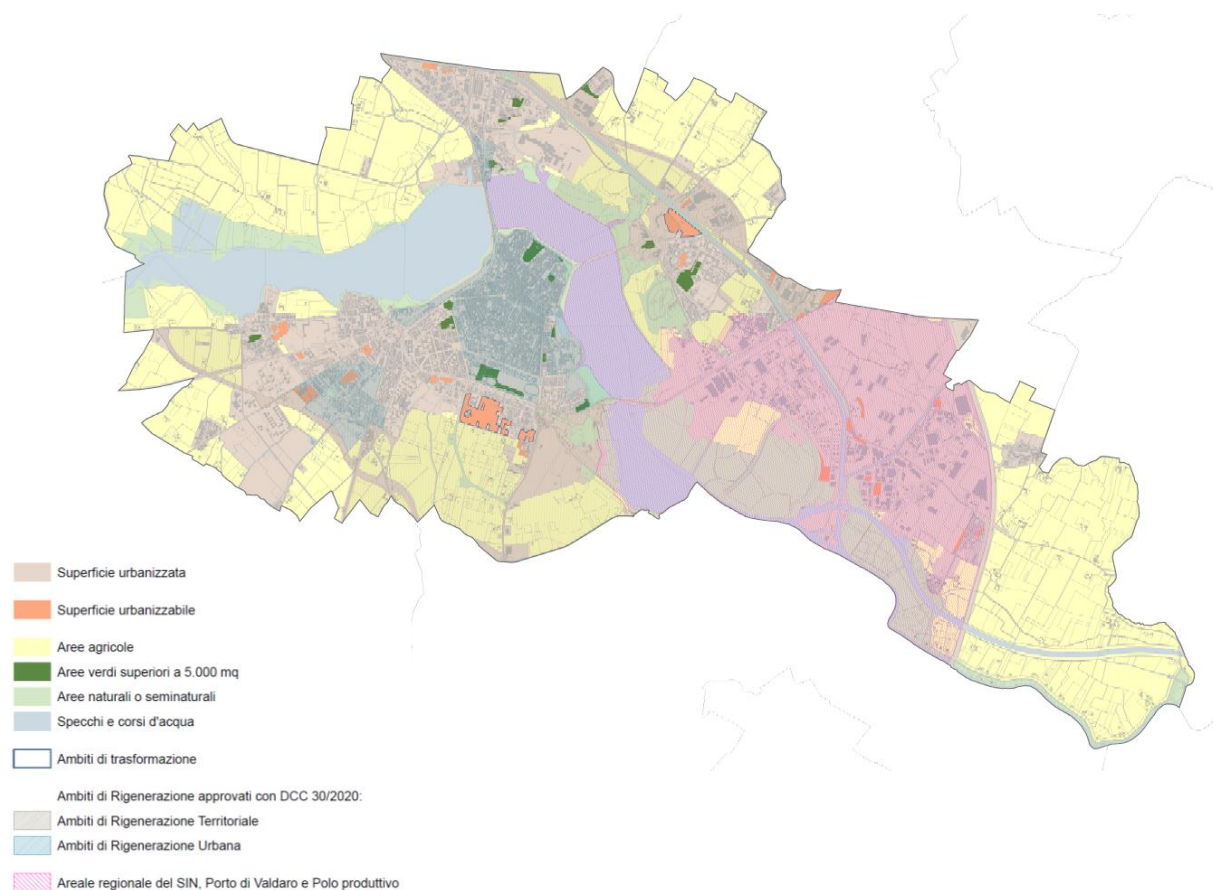 Superficie urbanizzata
Superficie urbanizzabile
Aree agricole
Aree verdi superiori a 5.000 mq
Aree naturali o seminaturali
Specchi e corsi d'acqua
Ambiti di trasformazione
Ambiti di Rigenerazione approvati con DCC 30/2020:
Ambiti di Rigenerazione Territoriale
Ambiti di Rigenerazione Urbana
Areale regionale del SIN, Porto di Valdaro e Polo produttivo